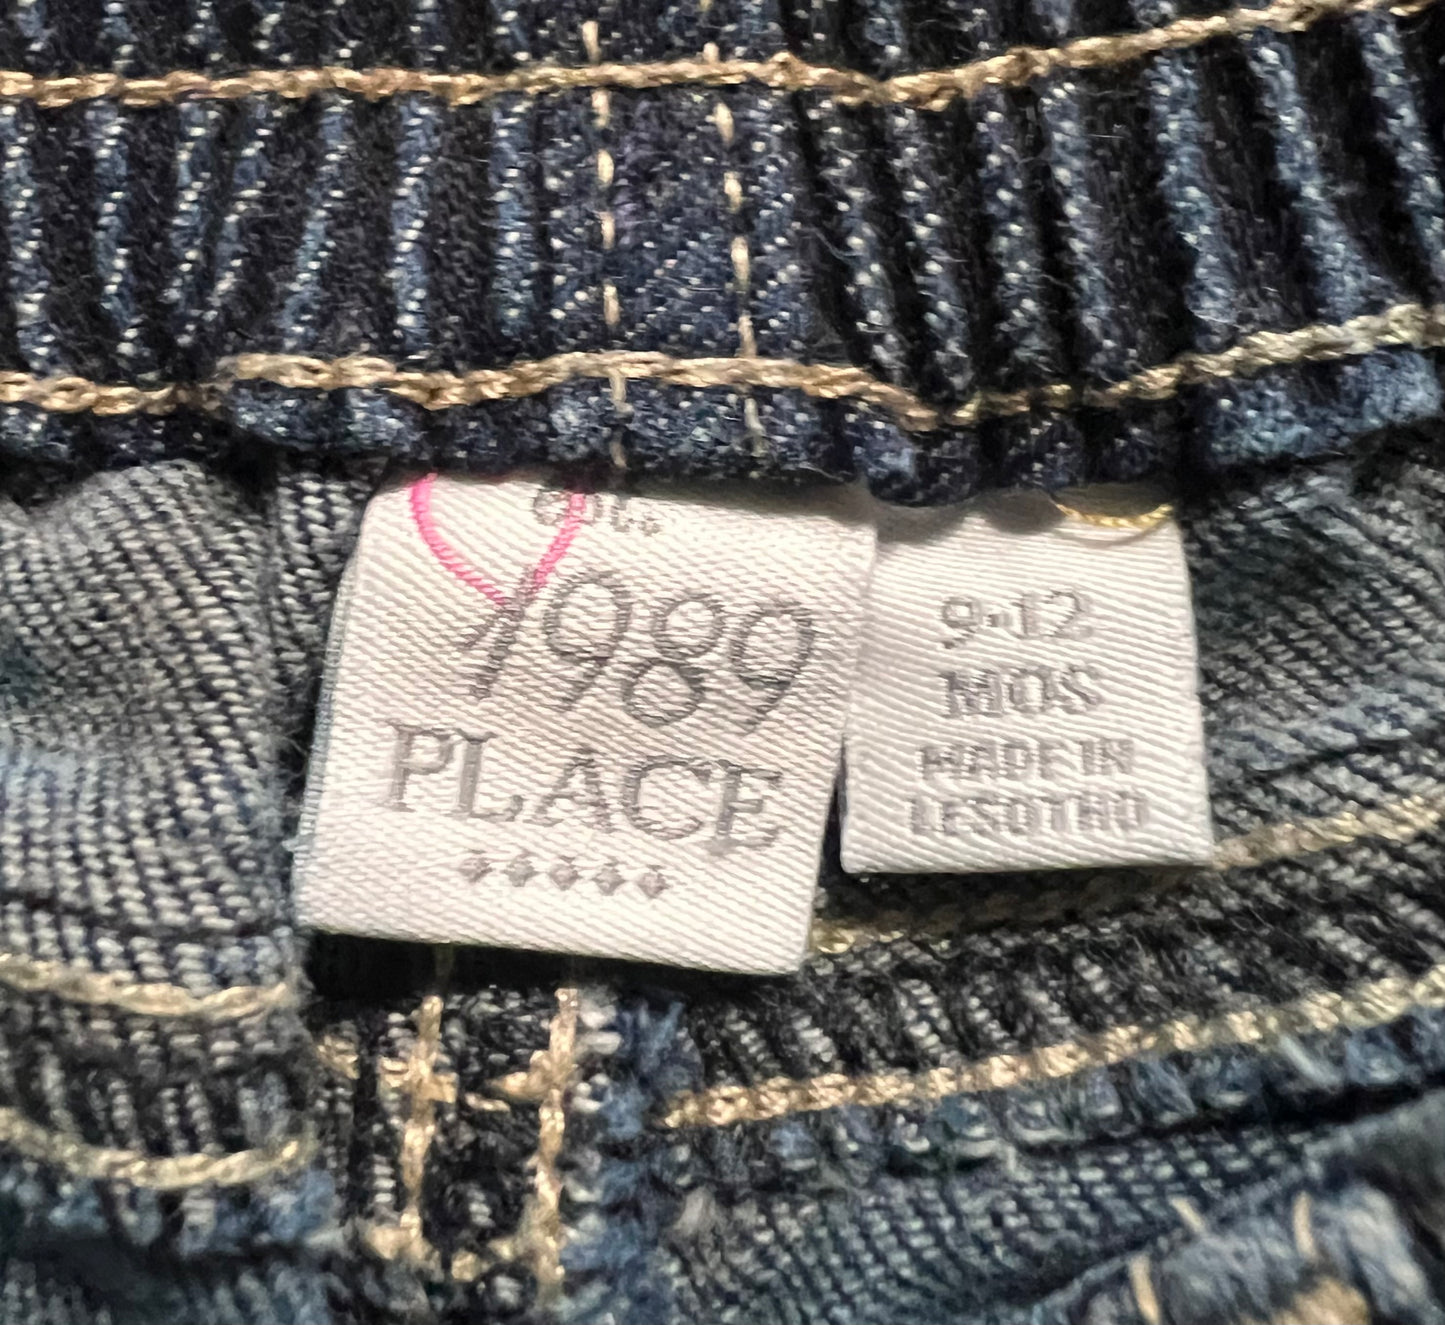 1989
PLACE
9-12
MOS
MADE IN
LESOTHO